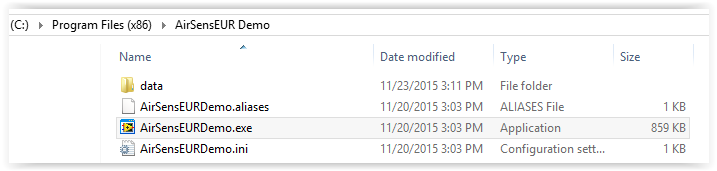 (C:) Program Files (x86) AirSensEUR Demo
Name Date modified Type Size
data 11/23/2015 3:11 PM File folder
AirSensEURDemo.aliases 11/20/2015 3:03 PM ALIASES File 1 KB
AirSensEURDemo.exe 11/20/2015 3:03 PM Application 859 KB
AirSensEURDemo.ini 11/20/2015 3:03 PM Configuration sett... 1 KB